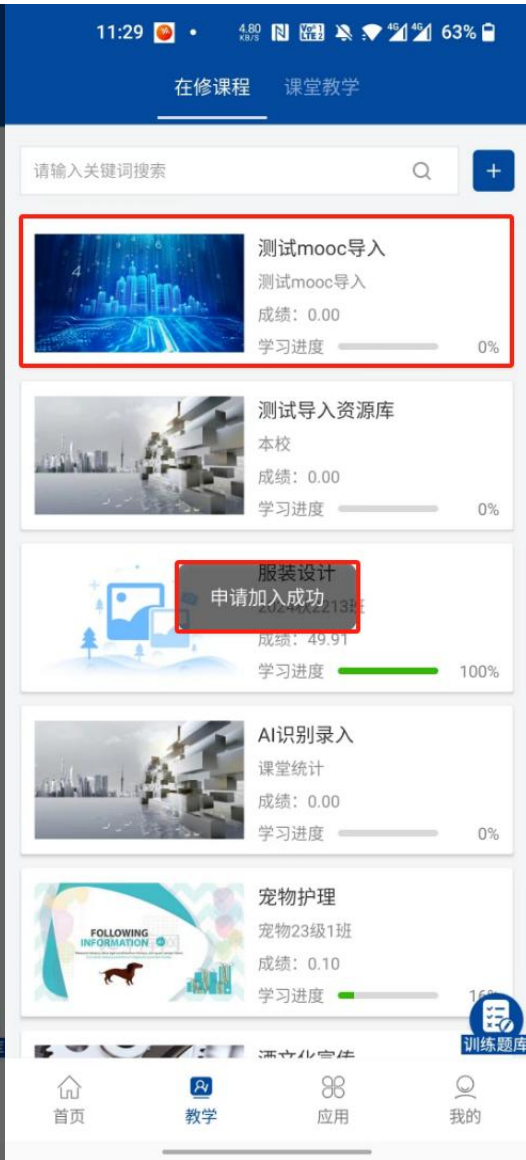 11:29
4.80
KB/S
4G
4G
63%
在修课程
课堂教学
请输入关键词搜索
测试mooc导入
测试mooc导入
成绩：0.00
学习进度
0%
测试导入资源库
本校
成绩：0.00
学习进度
0%
服装设计
申请加入成功
成绩：49.91
学习进度
100%
AI识别录入
课堂统计
成绩：0.00
学习进度
0%
宠物护理
宠物23级1班
成绩：0.10
学习进度
FOLLOWING
INFORMATION
训练题库
酒文化宣传
首页
教学
应用
我的